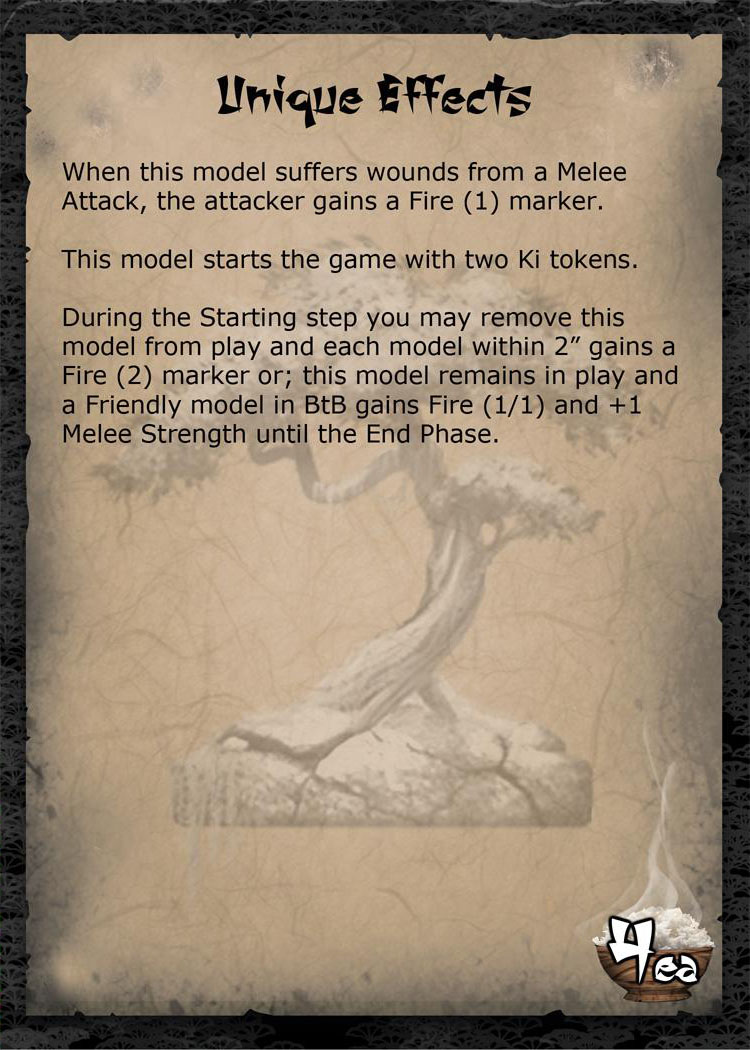 Unique Effects
When this model suffers wounds from a Melee
Attack, the attacker gains a Fire (1) marker.
This model starts the game with two Ki tokens.
During the Starting step you may remove this
model from play and each model within 2” gains a
Fire (2) marker or; this model remains in play and
a Friendly model in BtB gains Fire (1/1) and +1
Melee Strength until the End Phase.
4ea